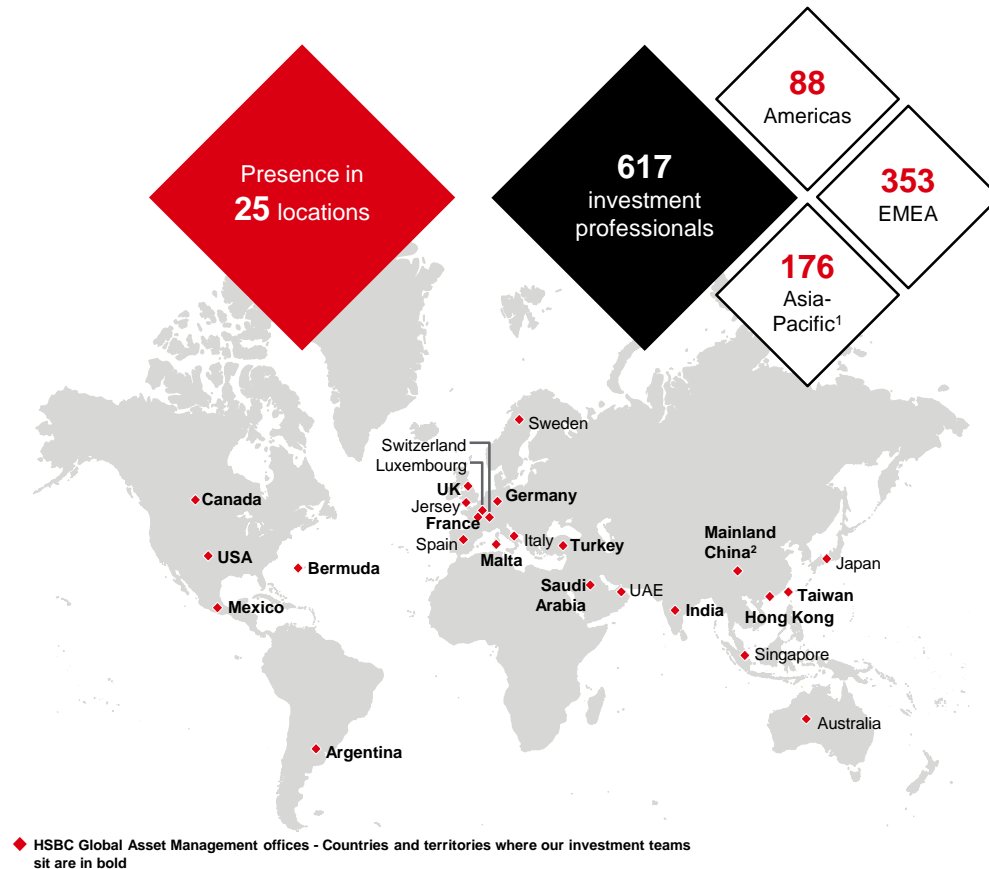 88
Americas
Presence in
25 locations
617
investment
professionals
353
EMEA
176
Asia-
Pacific¹
Sweden
Switzerland
Luxembourg
UK
Jersey
Germany
France
Spain
Italy
Turkey
Malta
Canada
USA
Bermuda
Mexico
Argentina
Saudi
Arabia
UAE
India
Mainland
China²
Japan
Taiwan
Hong Kong
Singapore
Australia
HSBC Global Asset Management offices - Countries and territories where our investment teams
sit are in bold